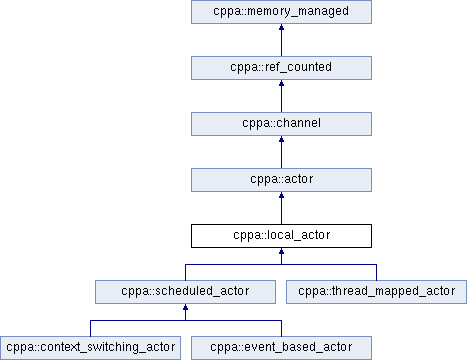 cppa::memory_managed
cppa::ref_counted
cppa::channel
cppa::actor
cppa::local_actor
cppa::scheduled_actor
cppa::thread_mapped_actor
cppa::context_switching_actor
cppa::event_based_actor